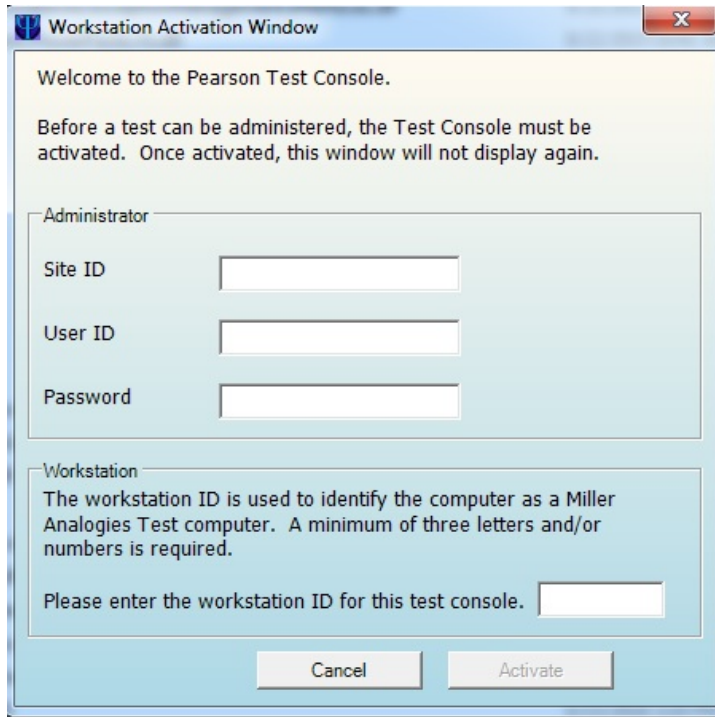 Workstation Activation Window
Welcome to the Pearson Test Console.
Before a test can be administered, the Test Console must be
activated.  Once activated, this window will not display again.
Administrator
Site ID
User ID
Password
Workstation
The workstation ID is used to identify the computer as a Miller
Analogies Test computer.  A minimum of three letters and/or
numbers is required.
Please enter the workstation ID for this test console.
Cancel
Activate